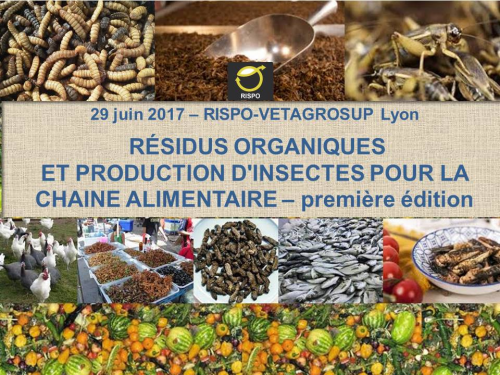 RISPO
29 juin 2017 – RISPO-VETAGROSUP Lyon
RÉSIDUS ORGANIQUES
ET PRODUCTION D'INSECTES POUR LA
CHAINE ALIMENTAIRE – première édition